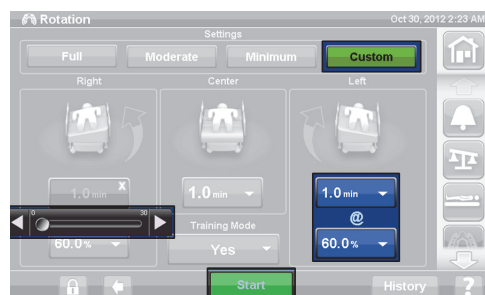 Rotation Oct 30, 2012 2:23 AM
Settings
Full Moderate Minimum Custom
Right Center Left
1.0 min X 1.0 min 1.0 min
0 30
Training Mode @
60.0 % Yes 60.0 %
Start History ?